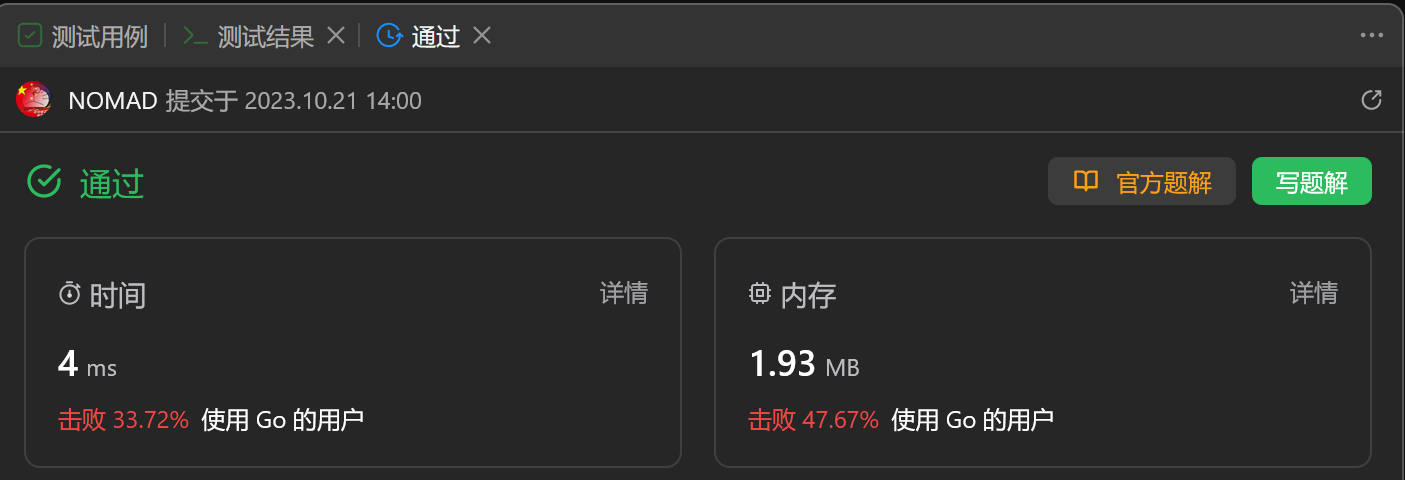 测试用例 测试结果 通过
NOMAD 提交于 2023.10.21 14:00
通过 官方题解 写题解
时间 详情
4 ms
击败 33.72% 使用 Go 的用户
内存 详情
1.93 MB
击败 47.67% 使用 Go 的用户